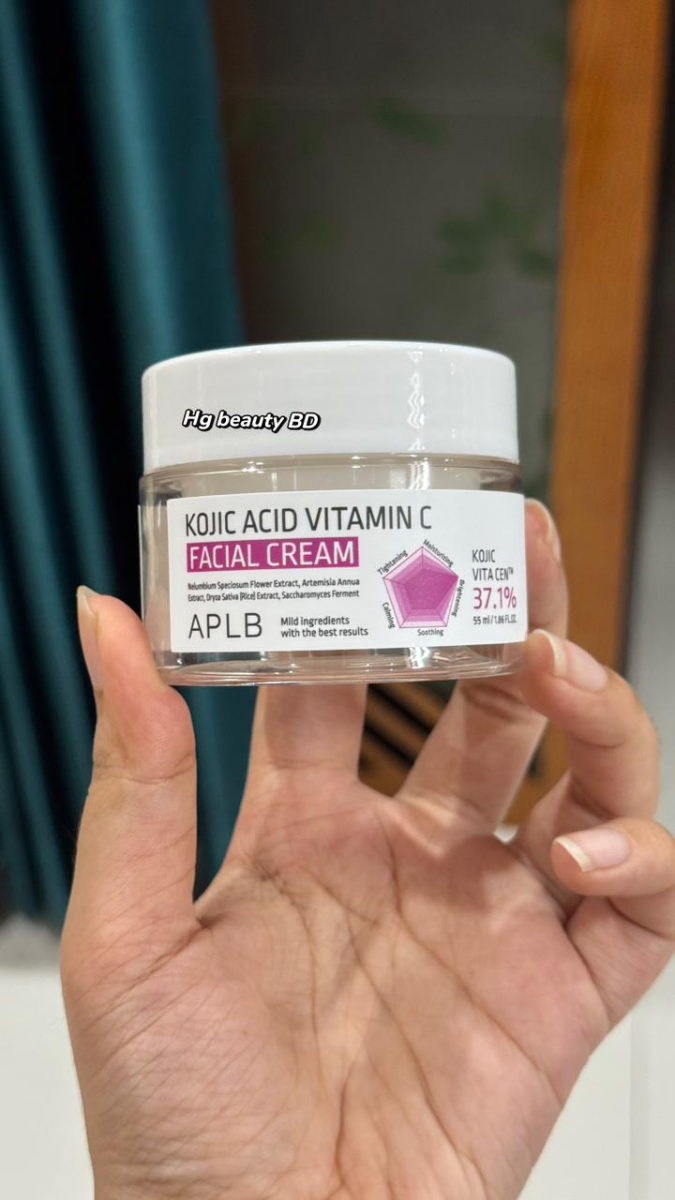 Hg beauty BD
KOJIC ACID VITAMIN C
FACIAL CREAM
Nelumbium Speciosum Flower Extract, Artemisia Annua
Extract, Oryza Sativa (Rice) Extract, Saccharomyces Ferment
APLB
Mild ingredients
with the best results
Tightening
Moisturizing
Brightening
Calming
Soothing
KOJIC
VITA CEN™
37.1%
55 ml/1.86 FL.OZ